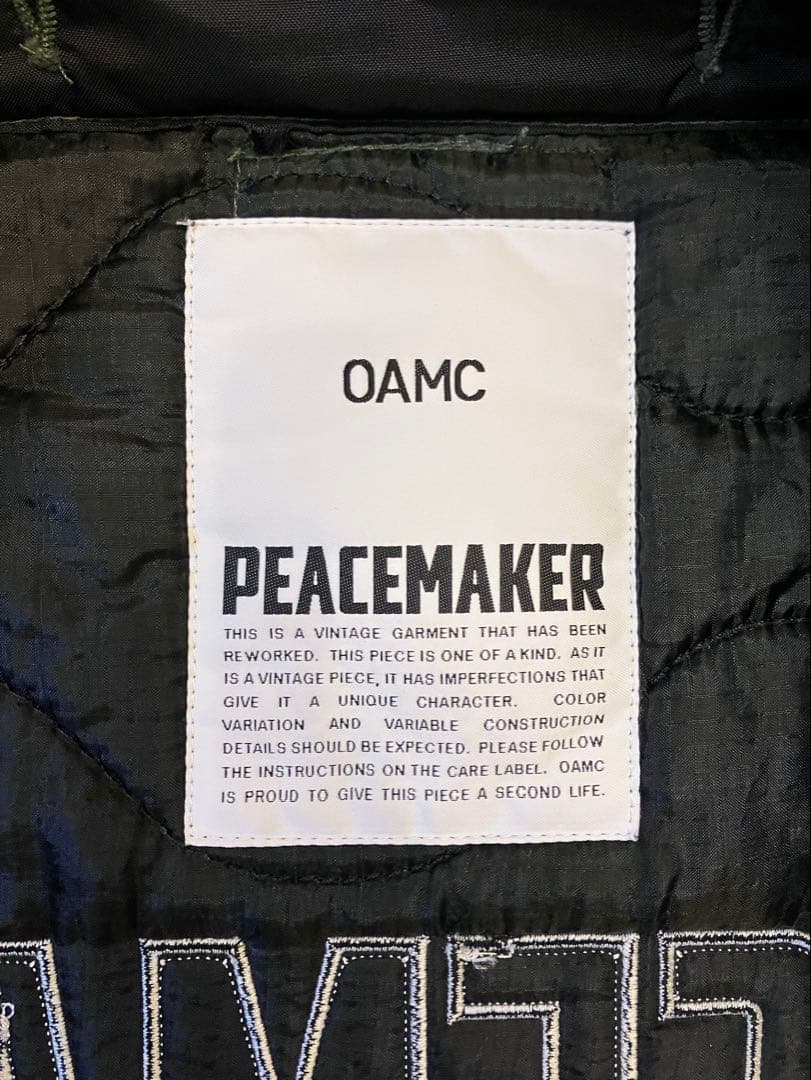 OAMC
PEACEMAKER
THIS IS A VINTAGE GARMENT THAT HAS BEEN
REWORKED. THIS PIECE IS ONE OF A KIND. AS IT
IS A VINTAGE PIECE, IT HAS IMPERFECTIONS THAT
GIVE IT A UNIQUE CHARACTER. COLOR
VARIATION AND VARIABLE CONSTRUCTION
DETAILS SHOULD BE EXPECTED. PLEASE FOLLOW
THE INSTRUCTIONS ON THE CARE LABEL. OAMC
IS PROUD TO GIVE THIS PIECE A SECOND LIFE.